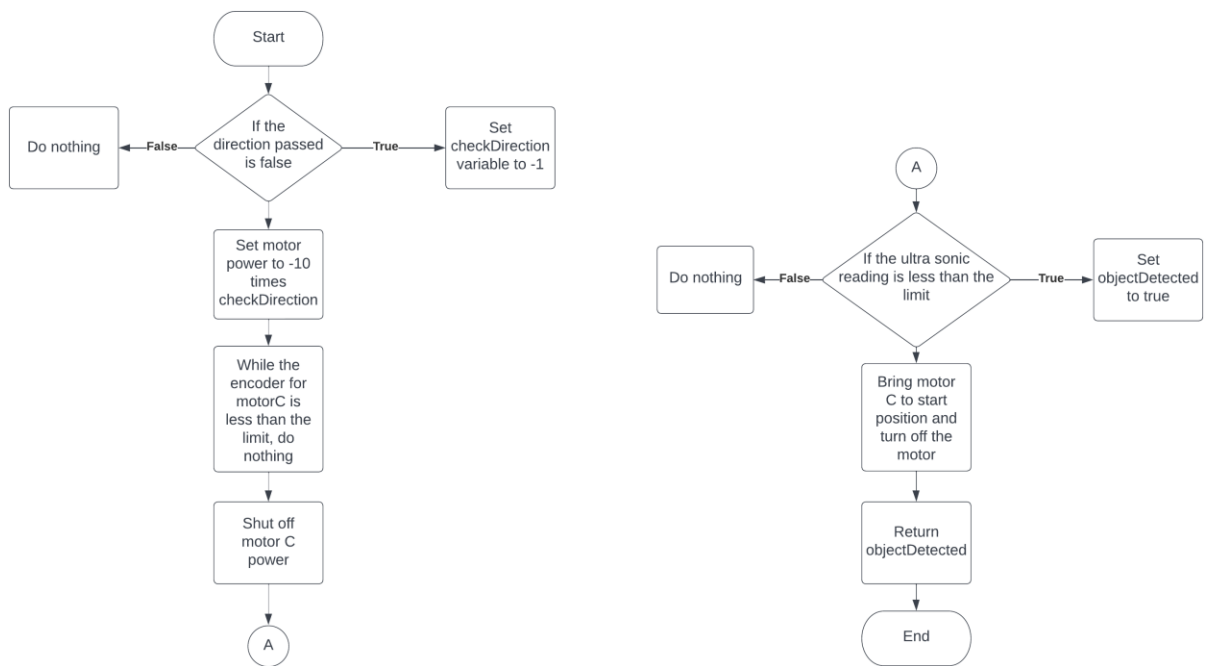 Start
If the
direction passed
is false
False
Do nothing
True
Set
checkDirection
variable to -1
Set motor
power to -10
times
checkDirection
While the
encoder for
motorC is
less than the
limit, do
nothing
Shut off
motor C
power
A
A
If the ultra sonic
reading is less than the
limit
False
Do nothing
True
Set
objectDetected
to true
Bring motor
C to start
position and
turn off the
motor
Return
objectDetected
End